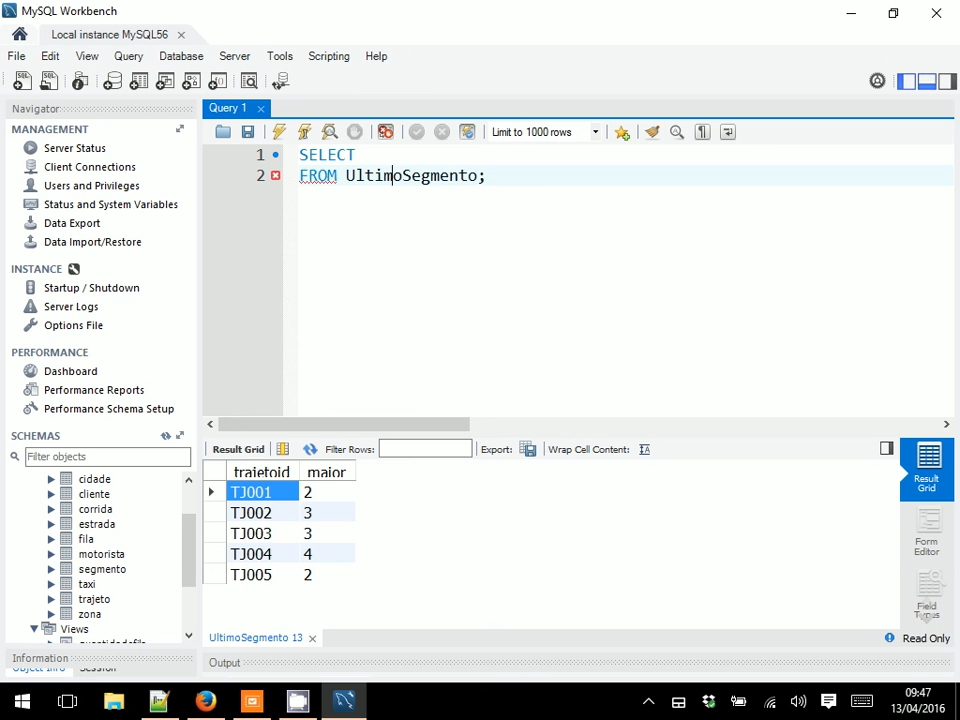 MySQL Workbench
Local instance MySQL56
File Edit View Query Database Server Tools Scripting Help
Navigator
MANAGEMENT
Server Status
Client Connections
Users and Privileges
Status and System Variables
Data Export
Data Import/Restore
INSTANCE
Startup / Shutdown
Server Logs
Options File
PERFORMANCE
Dashboard
Performance Reports
Performance Schema Setup
SCHEMAS
Filter objects
cidade
cliente
corrida
estrada
fila
motorista
segmento
taxi
trajeto
zona
Views
Information
Object Info Session
Query 1
Limit to 1000 rows
1 SELECT
2 FROM UltimoSegmento;
Result Grid Filter Rows: Export: Wrap Cell Content:
trajetoid maior
TJ001 2
TJ002 3
TJ003 3
TJ004 4
TJ005 2
Result Grid
Form Editor
Field Types
UltimoSegmento 13
Read Only
Output
09:47
13/04/2016